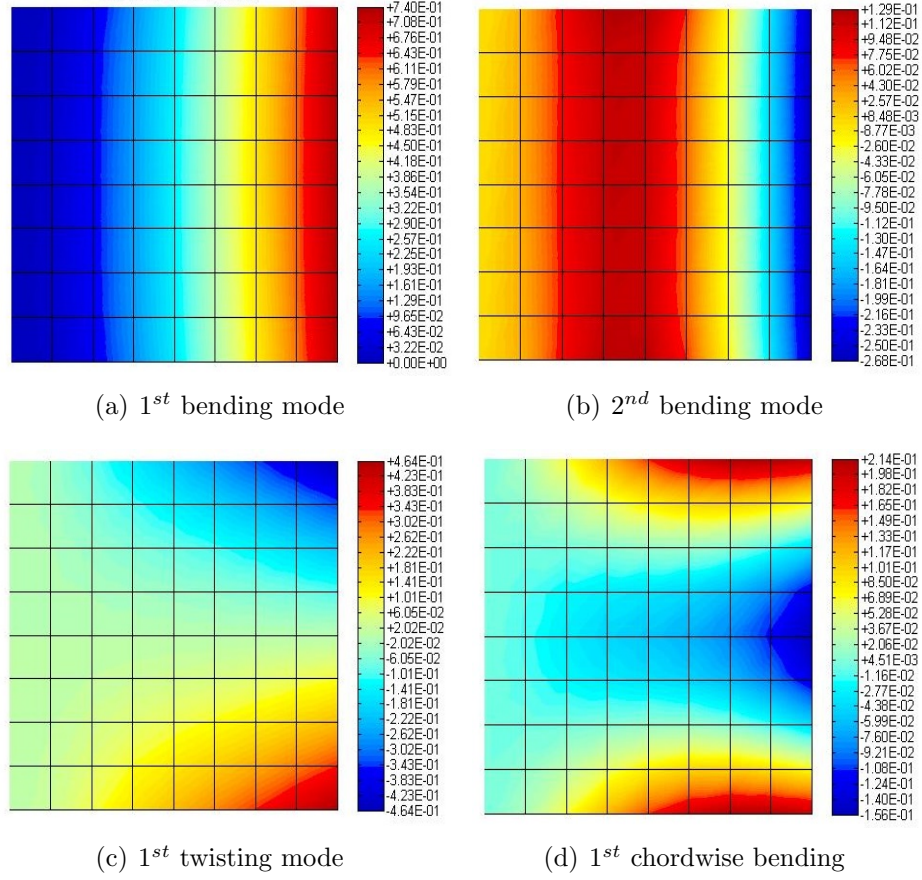 +7.40E-01
+7.08E-01
+6.76E-01
+6.43E-01
+6.11E-01
+5.79E-01
+5.47E-01
+5.15E-01
+4.83E-01
+4.50E-01
+4.18E-01
+3.86E-01
+3.54E-01
+3.22E-01
+2.90E-01
+2.57E-01
+2.25E-01
+1.93E-01
+1.61E-01
+1.29E-01
+9.65E-02
+6.43E-02
+3.22E-02
+0.00E+00
(a) 1st bending mode
+1.29E-01
+1.12E-01
+9.48E-02
+7.75E-02
+6.02E-02
+4.30E-02
+2.57E-02
+8.48E-03
-8.77E-03
-2.60E-02
-4.33E-02
-6.05E-02
-7.78E-02
-9.50E-02
-1.12E-01
-1.30E-01
-1.47E-01
-1.64E-01
-1.81E-01
-1.99E-01
-2.16E-01
-2.33E-01
-2.51E-01
-2.68E-01
(b) 2nd bending mode
+4.64E-01
+4.23E-01
+3.83E-01
+3.43E-01
+3.02E-01
+2.62E-01
+2.22E-01
+1.81E-01
+1.41E-01
+1.01E-01
+6.05E-02
+2.02E-02
-2.02E-02
-6.05E-02
-1.01E-01
-1.41E-01
-1.81E-01
-2.22E-01
-2.62E-01
-3.02E-01
-3.43E-01
-3.83E-01
-4.23E-01
-4.64E-01
(c) 1st twisting mode
+2.14E-01
+1.98E-01
+1.81E-01
+1.65E-01
+1.49E-01
+1.33E-01
+1.17E-01
+1.01E-01
+8.50E-02
+6.89E-02
+5.28E-02
+3.67E-02
+2.06E-02
+4.51E-03
-1.16E-02
-2.77E-02
-4.38E-02
-5.99E-02
-7.60E-02
-9.21E-02
-1.08E-01
-1.24E-01
-1.40E-01
-1.56E-01
(d) 1st chordwise bending